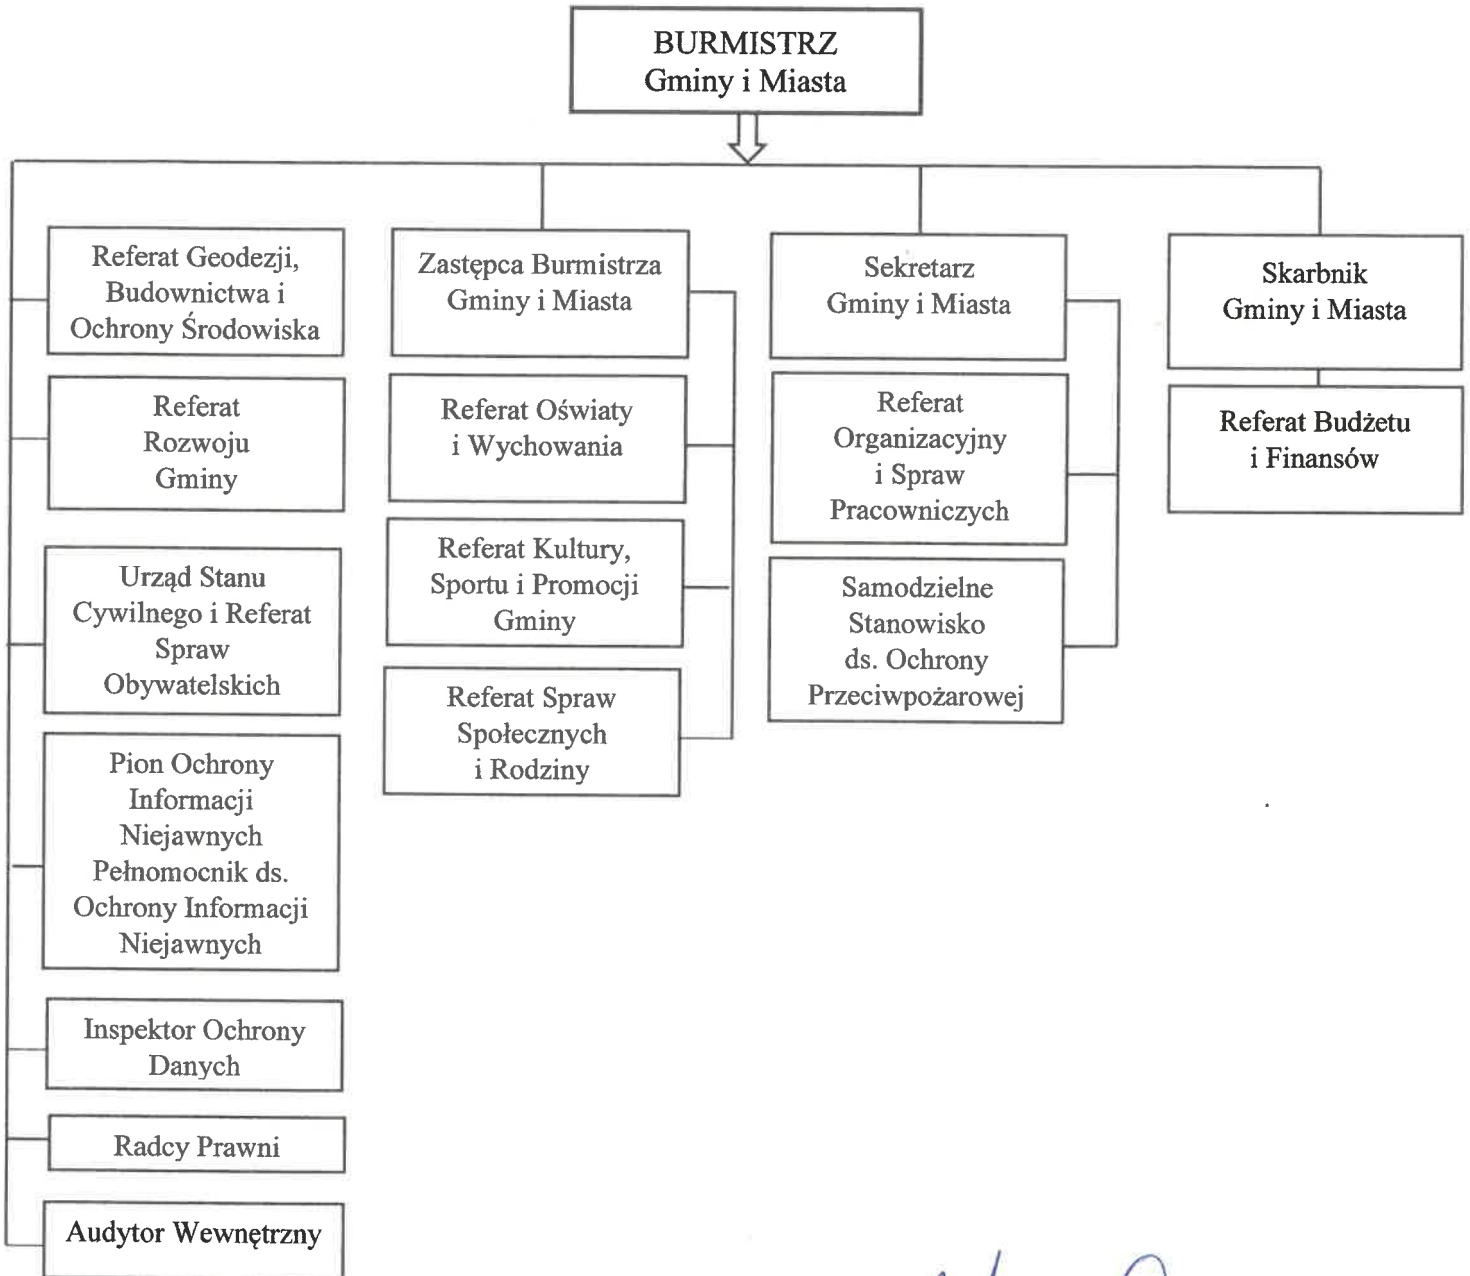 BURMISTRZ
Gminy i Miasta
Referat Geodezji,
Budownictwa i
Ochrony Środowiska
Referat
Rozwoju
Gminy
Urząd Stanu
Cywilnego i Referat
Spraw
Obywatelskich
Pion Ochrony
Informacji
Niejawnych
Pełnomocnik ds.
Ochrony Informacji
Niejawnych
Inspektor Ochrony
Danych
Radcy Prawni
Audytor Wewnętrzny
Zastępca Burmistrza
Gminy i Miasta
Referat Oświaty
i Wychowania
Referat Kultury,
Sportu i Promocji
Gminy
Referat Spraw
Społecznych
i Rodziny
Sekretarz
Gminy i Miasta
Referat
Organizacyjny
i Spraw
Pracowniczych
Samodzielne
Stanowisko
ds. Ochrony
Przeciwpożarowej
Skarbnik
Gminy i Miasta
Referat Budżetu
i Finansów